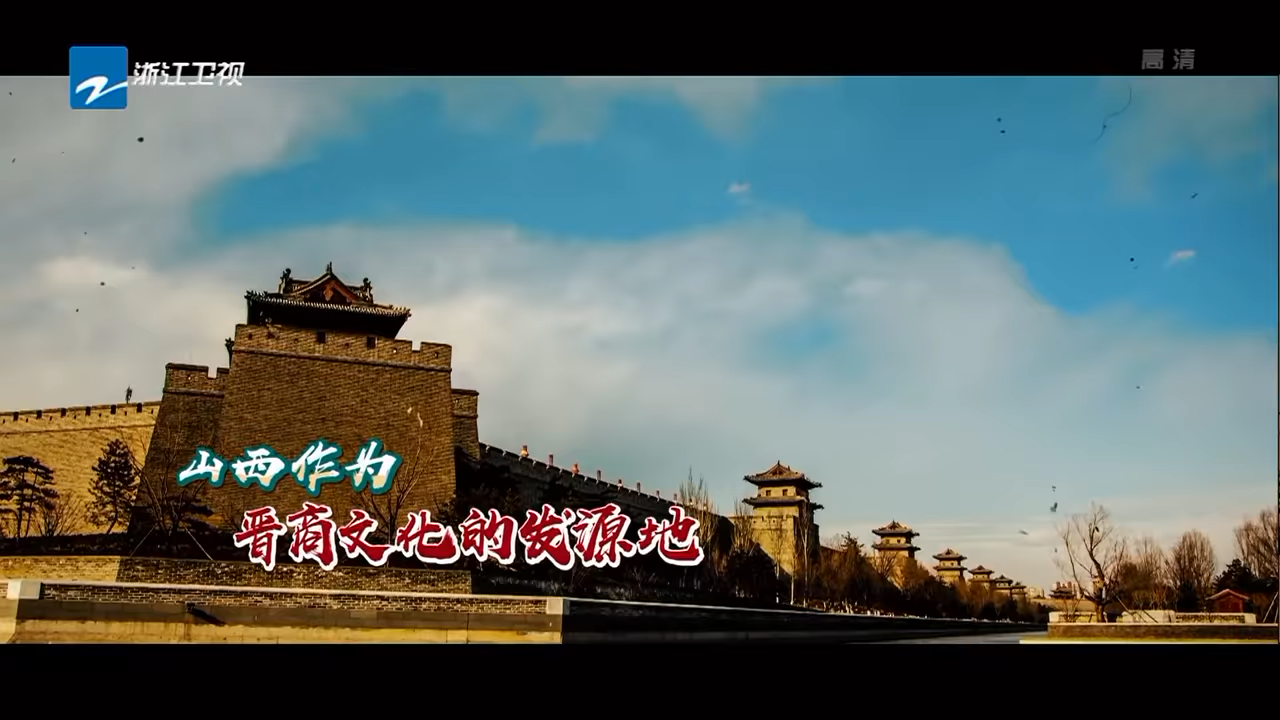 浙江卫视
高清
山西作为
晋商文化的发源地